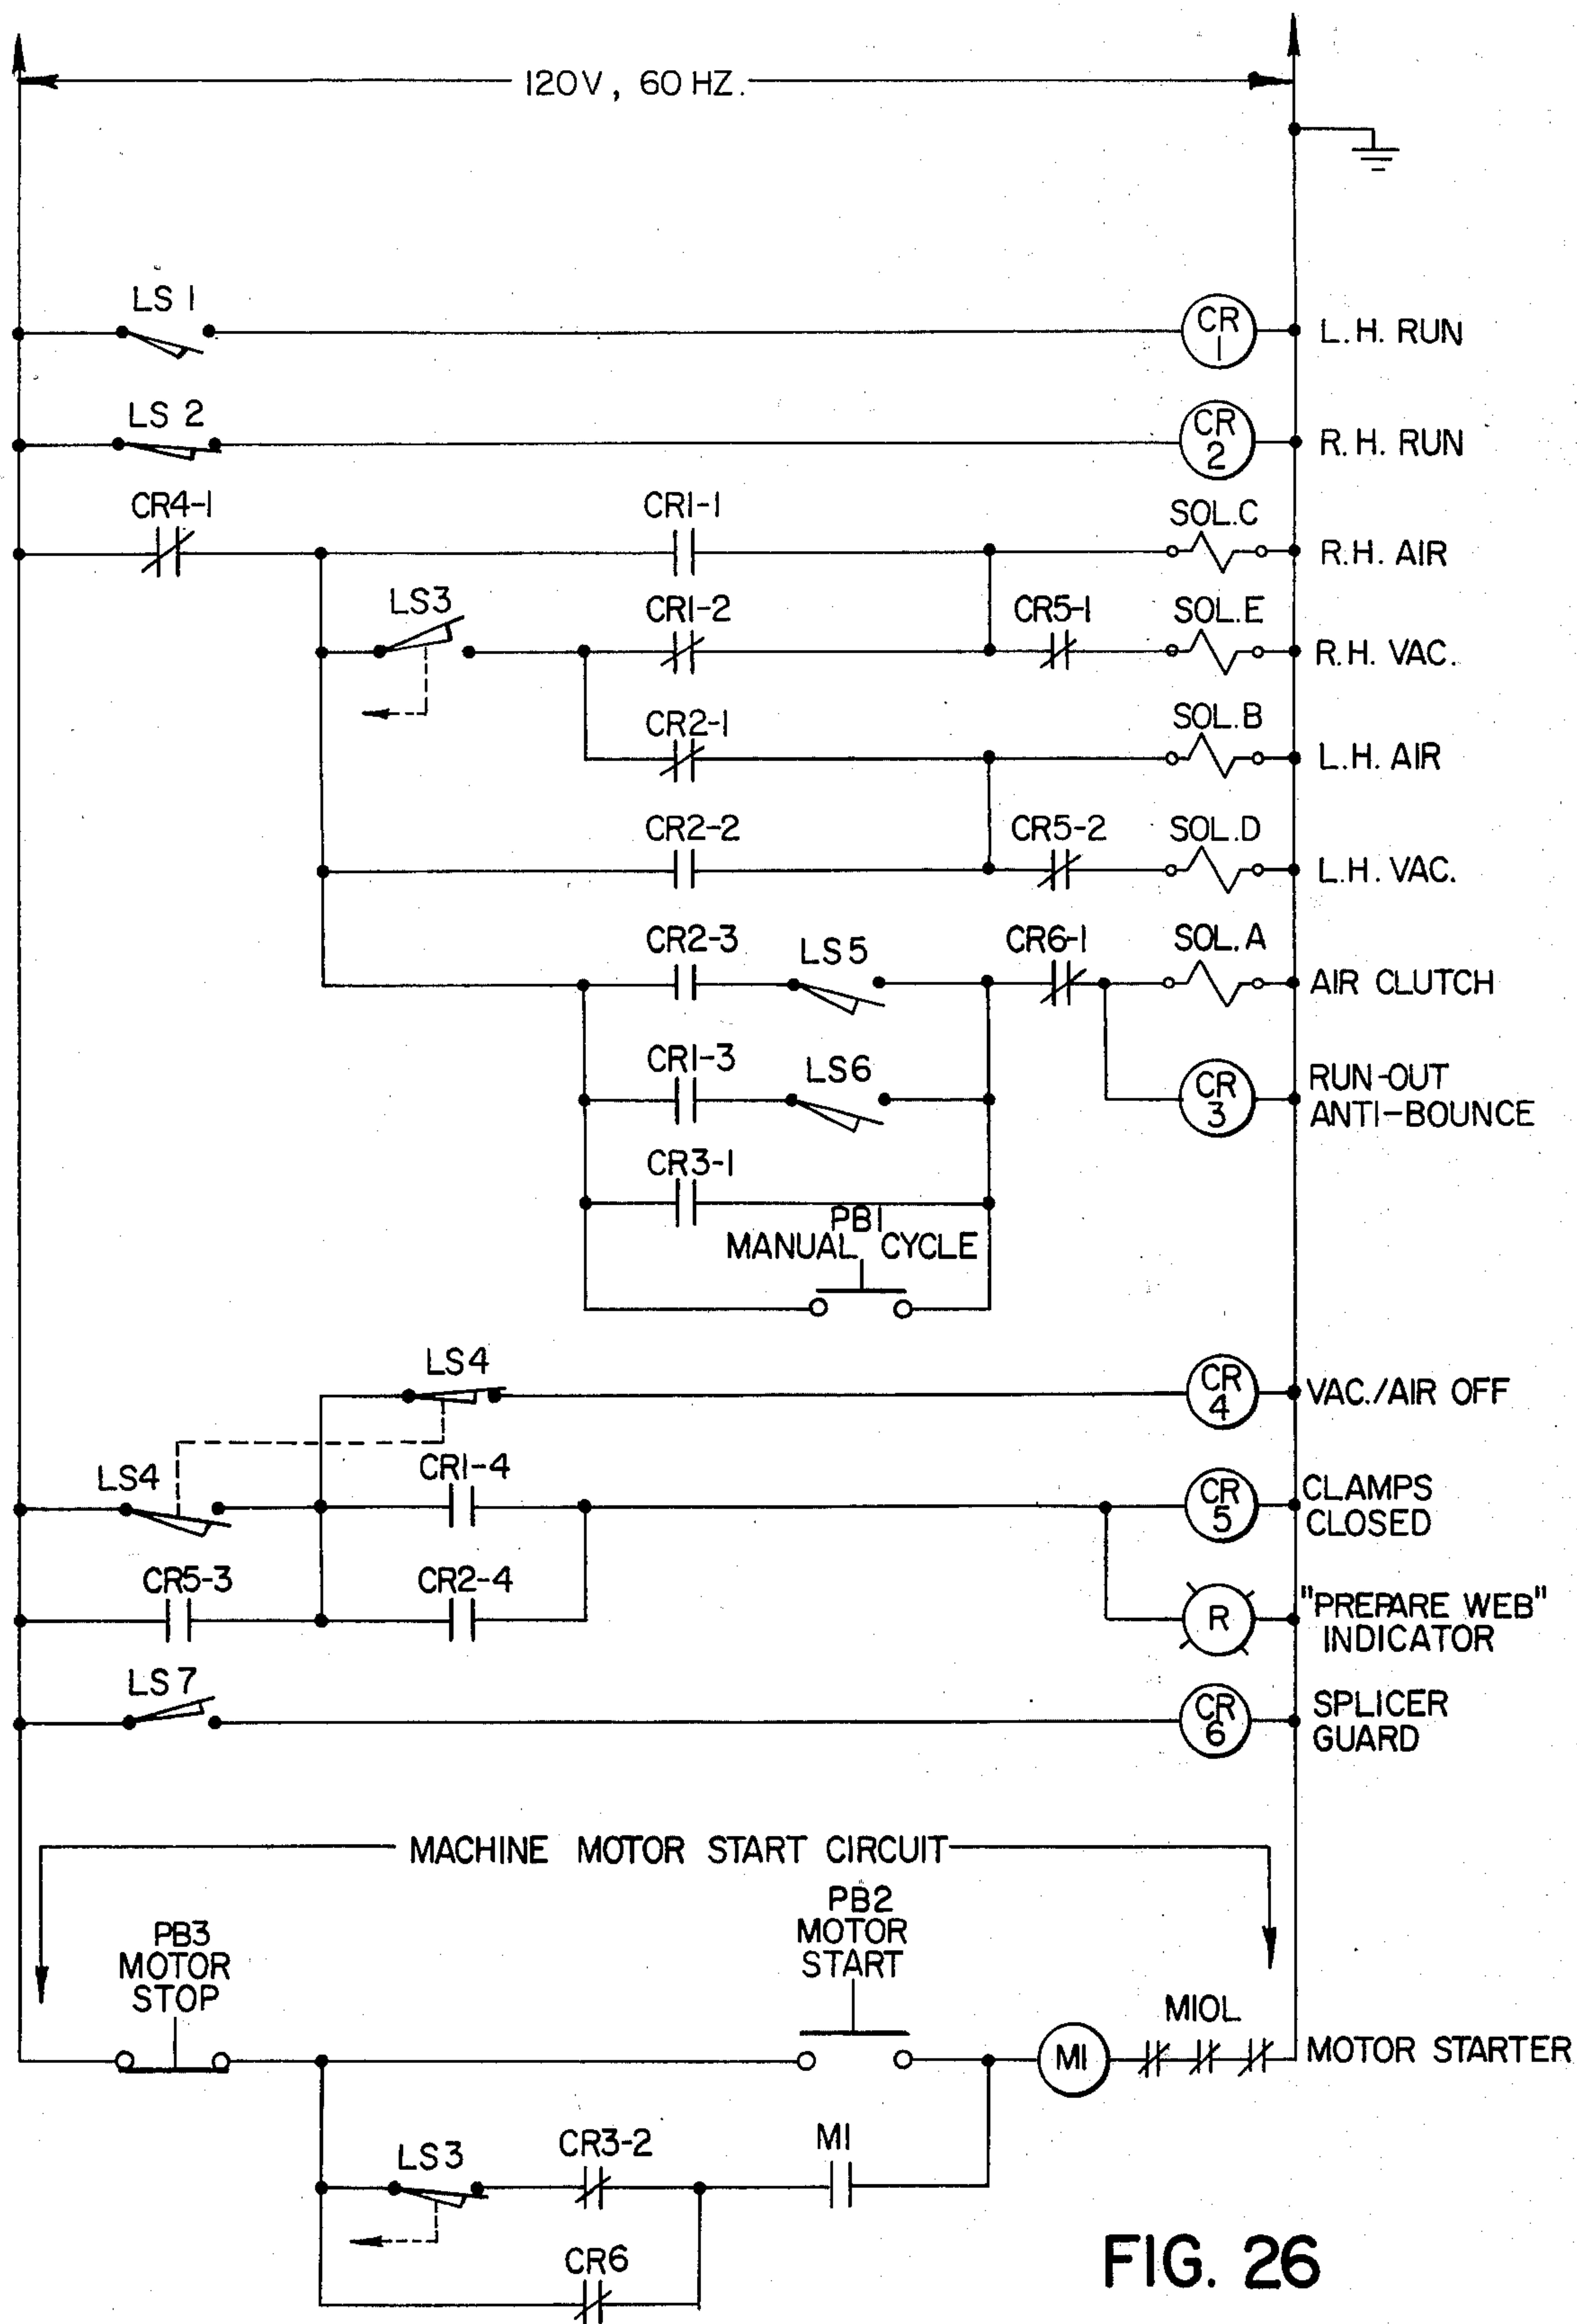 120V, 60 HZ.
LS 1
CR
1
L.H. RUN
LS 2
CR
2
R.H. RUN
CR4-1
CR1-1
SOL.C
R.H. AIR
LS3
CR1-2
CR5-1
SOL.E
R.H. VAC.
CR2-1
SOL.B
L.H. AIR
CR2-2
CR5-2
SOL.D
L.H. VAC.
CR2-3
LS5
CR6-1
SOL.A
AIR CLUTCH
CR1-3
LS6
CR
3
RUN-OUT
ANTI-BOUNCE
CR3-1
PB1
MANUAL CYCLE
LS4
CR
4
VAC./AIR OFF
LS4
CR1-4
CR
5
CLAMPS
CLOSED
CR5-3
CR2-4
R
"PREPARE WEB"
INDICATOR
LS7
CR
6
SPLICER
GUARD
MACHINE MOTOR START CIRCUIT
PB3
MOTOR
STOP
PB2
MOTOR
START
M1
M1OL
MOTOR STARTER
LS3
CR3-2
M1
CR6
FIG. 26